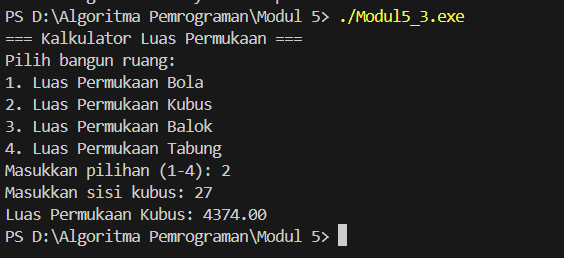 PS D:\Algoritma Pemrograman\Modul 5> ./Modul5_3.exe
=== Kalkulator Luas Permukaan ===
Pilih bangun ruang:
1. Luas Permukaan Bola
2. Luas Permukaan Kubus
3. Luas Permukaan Balok
4. Luas Permukaan Tabung
Masukkan pilihan (1-4): 2
Masukkan sisi kubus: 27
Luas Permukaan Kubus: 4374.00
PS D:\Algoritma Pemrograman\Modul 5>